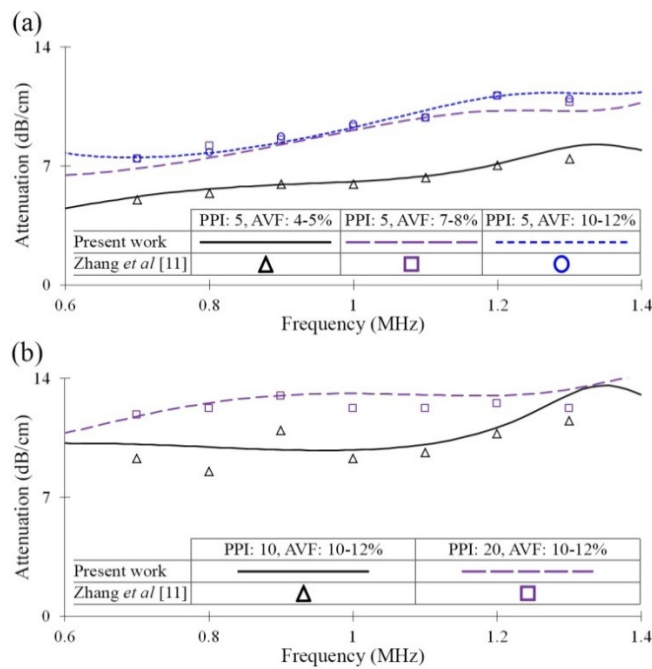 (a)
14
7
0
Attenuation (dB/cm)
PPI: 5, AVF: 4-5% PPI: 5, AVF: 7-8% PPI: 5, AVF: 10-12%
Present work
Zhang et al [11]
0.6 0.8 1 1.2 1.4
Frequency (MHz)
(b)
14
7
0
Attenuation (dB/cm)
PPI: 10, AVF: 10-12% PPI: 20, AVF: 10-12%
Present work
Zhang et al [11]
0.6 0.8 1 1.2 1.4
Frequency (MHz)